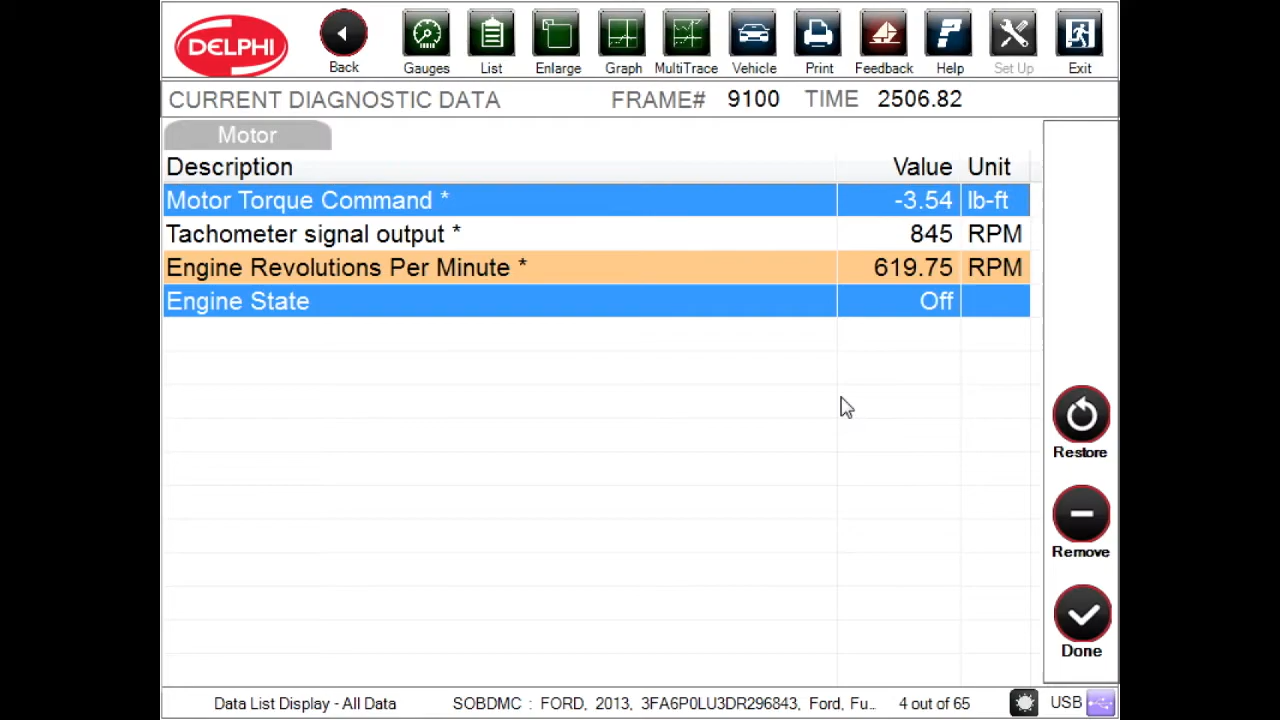 DELPHI
Back Gauges List Enlarge Graph MultiTrace Vehicle Print Feedback Help Set Up Exit
CURRENT DIAGNOSTIC DATA FRAME# 9100 TIME 2506.82
Motor
Description Value Unit
Motor Torque Command * -3.54 lb-ft
Tachometer signal output * 845 RPM
Engine Revolutions Per Minute * 619.75 RPM
Engine State Off
Restore
Remove
Done
Data List Display - All Data SOBDMC : FORD, 2013, 3FA6P0LU3DR296843, Ford, Fu... 4 out of 65 USB